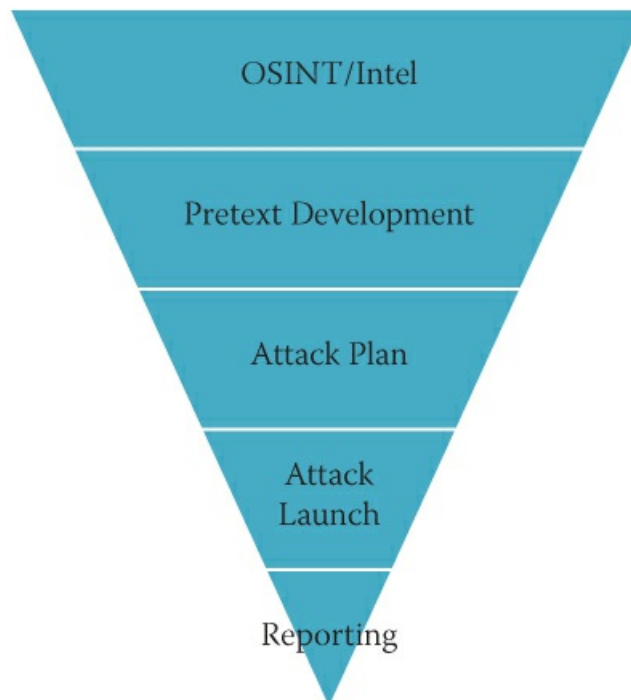 OSINT/Intel
Pretext Development
Attack Plan
Attack
Launch
Reporting